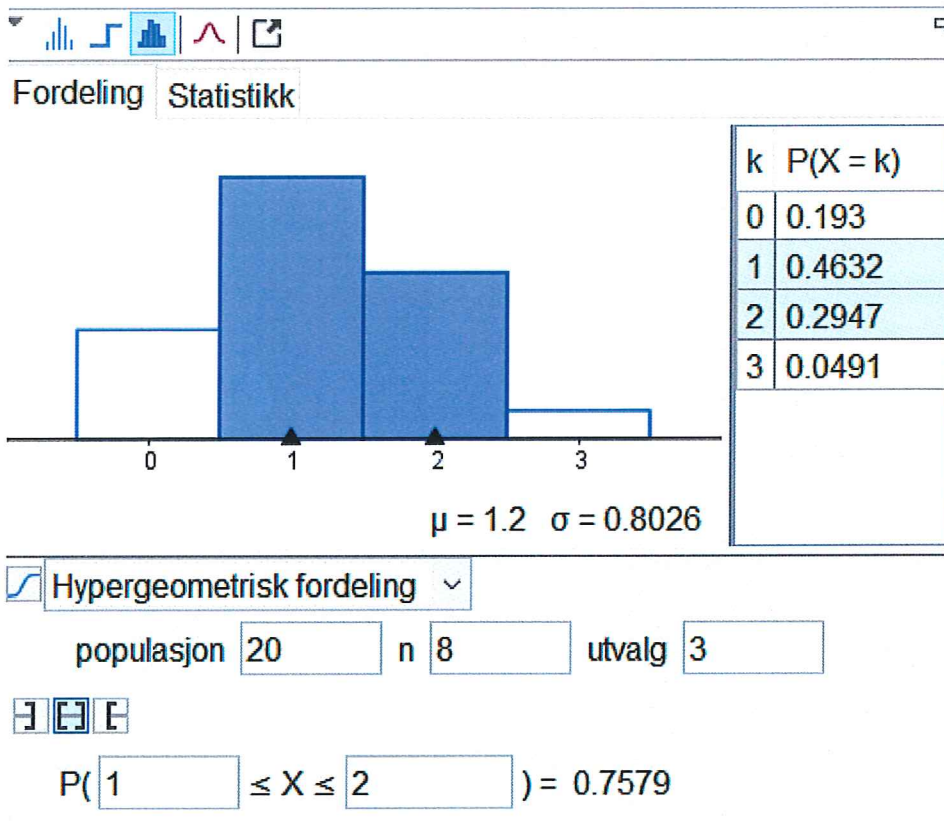 Fordeling Statistikk
k P(X = k)
0 0.193
1 0.4632
2 0.2947
3 0.0491
0 1 2 3
μ = 1.2 σ = 0.8026
Hypergeometrisk fordeling
populasjon 20 n 8 utvalg 3
P( 1 ≤ X ≤ 2 ) = 0.7579